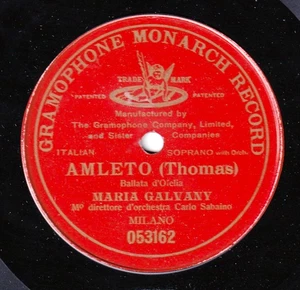 GRAMOPHONE MONARCH RECORD
TRADE MARK
PATENTED PATENTED
Manufactured by
The Gramophone Company, Limited,
and Sister Companies
ITALIAN SOPRANO with Orch.
AMLETO (Thomas)
Ballata d'Ofelia
MARIA GALVANY
Mo direttore d'orchestra Carlo Sabaino
MILANO
053162